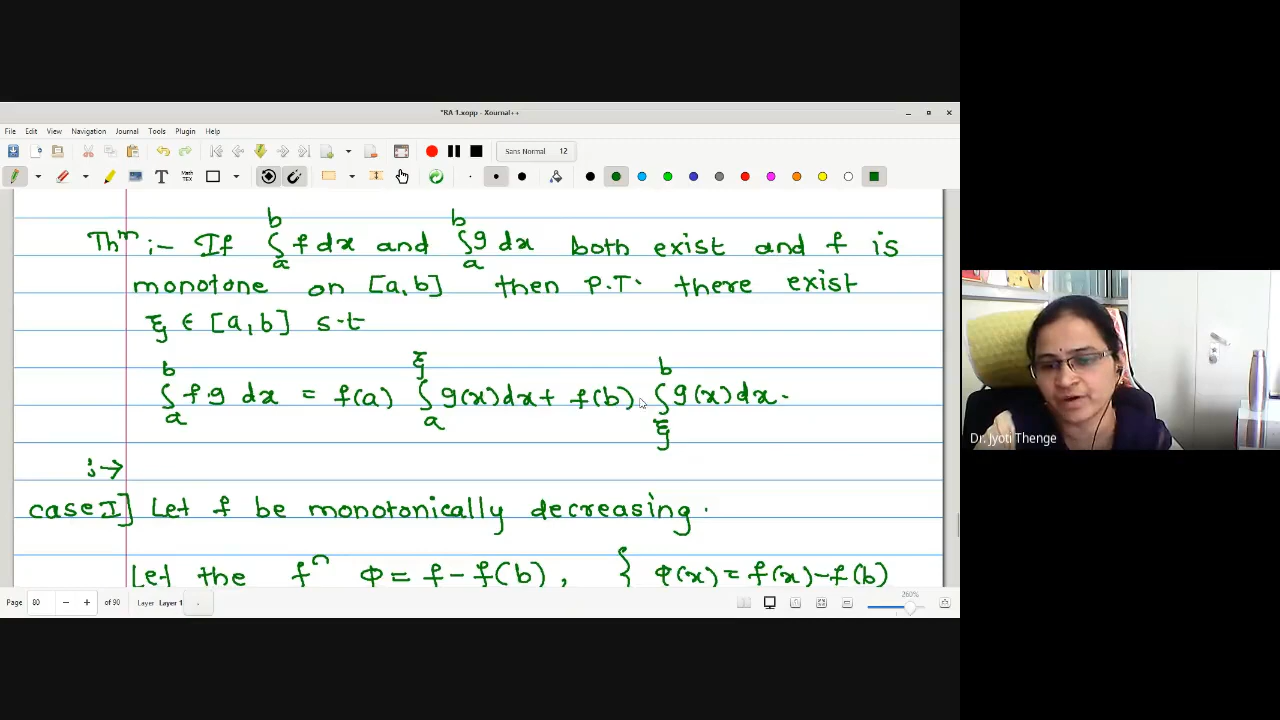 *RA 1.xopp - Xournal++
File Edit View Navigation Journal Tools Plugin Help
Sans Normal 12
Thm :- If ∫_a^b f dx and ∫_a^b g dx both exist and f is
monotone on [a,b] then P.T. there exist
ξ ∈ [a,b] s.t
∫_a^b f.g dx = f(a) ∫_a^ξ g(x)dx + f(b). ∫_ξ^b g(x)dx.
:→
case I] Let f be monotonically decreasing.
Let the fn Φ = f - f(b), { Φ(x) = f(x) - f(b)
Page 80 of 90 Layer Layer 1 260%
Dr. Jyoti Thenge